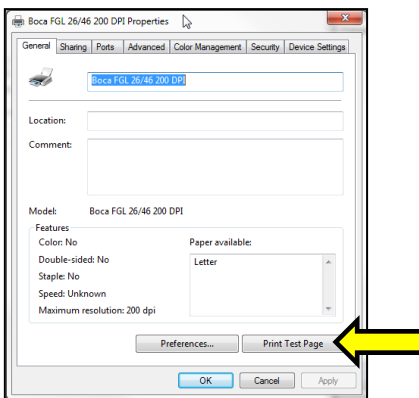 Boca FGL 26/46 200 DPI Properties
General Sharing Ports Advanced Color Management Security Device Settings
Boca FGL 26/46 200 DPI
Location:
Comment:
Model: Boca FGL 26/46 200 DPI
Features
Color: No Paper available:
Double-sided: No Letter
Staple: No
Speed: Unknown
Maximum resolution: 200 dpi
Preferences... Print Test Page
OK Cancel Apply